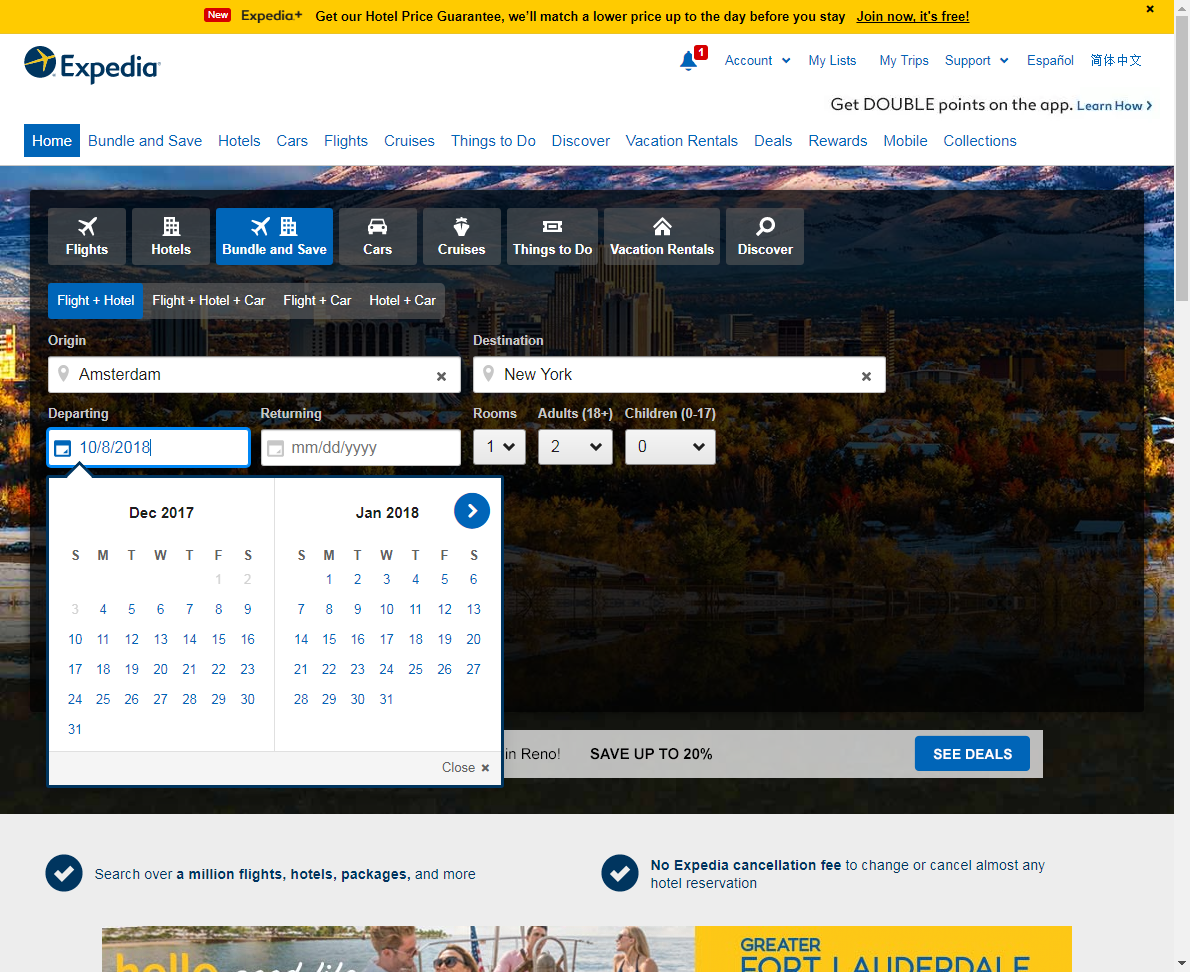 New Expedia+ Get our Hotel Price Guarantee, we'll match a lower price up to the day before you stay Join now, it's free!
Expedia
1 Account My Lists My Trips Support Español 简体中文
Get DOUBLE points on the app. Learn How
Home Bundle and Save Hotels Cars Flights Cruises Things to Do Discover Vacation Rentals Deals Rewards Mobile Collections
Flights Hotels Bundle and Save Cars Cruises Things to Do Vacation Rentals Discover
Flight + Hotel Flight + Hotel + Car Flight + Car Hotel + Car
Origin Destination
Amsterdam New York
Departing Returning Rooms Adults (18+) Children (0-17)
10/8/2018 mm/dd/yyyy 1 2 0
Dec 2017 Jan 2018
S M T W T F S S M T W T F S
1 2 1 2 3 4 5 6
3 4 5 6 7 8 9 7 8 9 10 11 12 13
10 11 12 13 14 15 16 14 15 16 17 18 19 20
17 18 19 20 21 22 23 21 22 23 24 25 26 27
24 25 26 27 28 29 30 28 29 30 31
31
in Reno! SAVE UP TO 20% SEE DEALS
Close
Search over a million flights, hotels, packages, and more
No Expedia cancellation fee to change or cancel almost any
hotel reservation
hello good life
GREATER
FORT LAUDERDALE